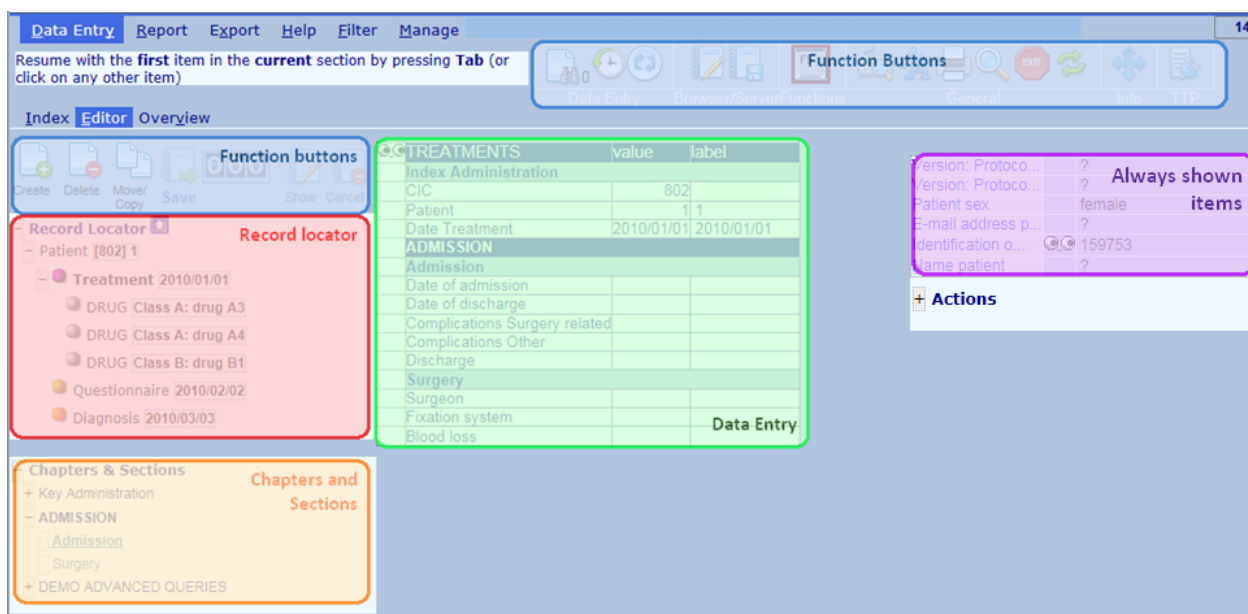 Data Entry Report Export Help Filter Manage
14
Resume with the first item in the current section by pressing Tab (or
click on any other item)
Function Buttons
EXIT
Data Entry Browser/Server Functions General Info TTP
Index Editor Overview
Function buttons
Create Delete Move/
Copy Save Show Cancel
Record Locator
Record locator
Patient [802] 1
Treatment 2010/01/01
DRUG Class A: drug A3
DRUG Class A: drug A4
DRUG Class B: drug B1
Questionnaire 2010/02/02
Diagnosis 2010/03/03
Chapters & Sections
Chapters and
Sections
+ Key Administration
− ADMISSION
Admission
Surgery
+ DEMO ADVANCED QUERIES
TREATMENTS value label
Index Administration
CIC 802
Patient 1 1
Date Treatment 2010/01/01 2010/01/01
ADMISSION
Admission
Date of admission
Date of discharge
Complications Surgery related
Complications Other
Discharge
Surgery
Surgeon
Fixation system
Blood loss
Data Entry
Version: Protoco... ?
Version: Protoco... ?
Patient sex female
E-mail address p... ?
Identification o... 159753
Name patient ?
Always shown
items
+ Actions